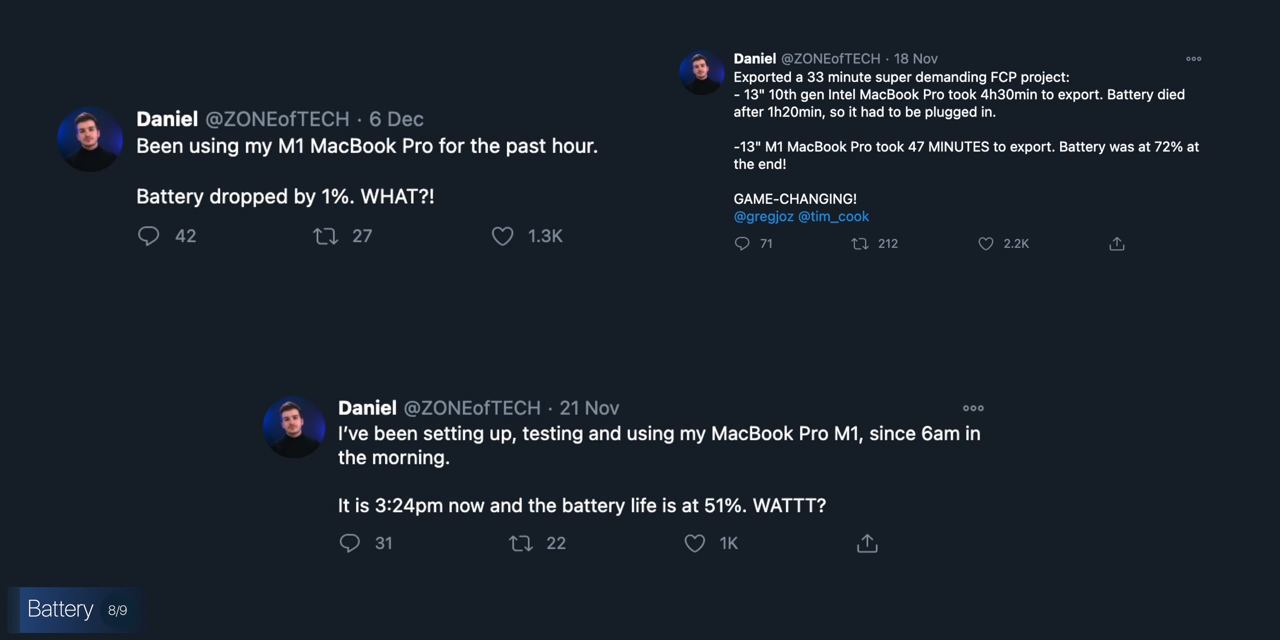 Daniel @ZONEofTECH · 6 Dec
Been using my M1 MacBook Pro for the past hour.
Battery dropped by 1%. WHAT?!
42 27 1.3K
Daniel @ZONEofTECH · 18 Nov
Exported a 33 minute super demanding FCP project:
- 13" 10th gen Intel MacBook Pro took 4h30min to export. Battery died
after 1h20min, so it had to be plugged in.
-13" M1 MacBook Pro took 47 MINUTES to export. Battery was at 72% at
the end!
GAME-CHANGING!
@gregjoz @tim_cook
71 212 2.2K
Daniel @ZONEofTECH · 21 Nov
I’ve been setting up, testing and using my MacBook Pro M1, since 6am in
the morning.
It is 3:24pm now and the battery life is at 51%. WATTT?
31 22 1K
Battery 8/9